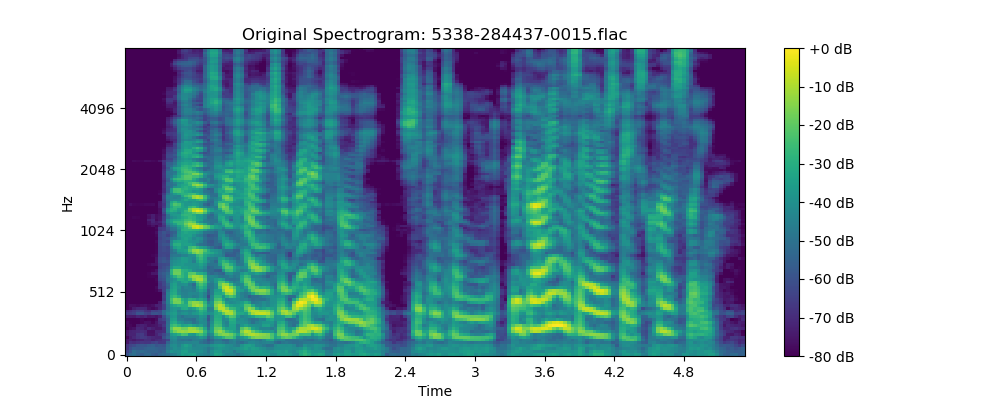 Original Spectrogram: 5338-284437-0015.flac
Hz
4096
2048
1024
512
0
0 0.6 1.2 1.8 2.4 3 3.6 4.2 4.8
Time
+0 dB
-10 dB
-20 dB
-30 dB
-40 dB
-50 dB
-60 dB
-70 dB
-80 dB